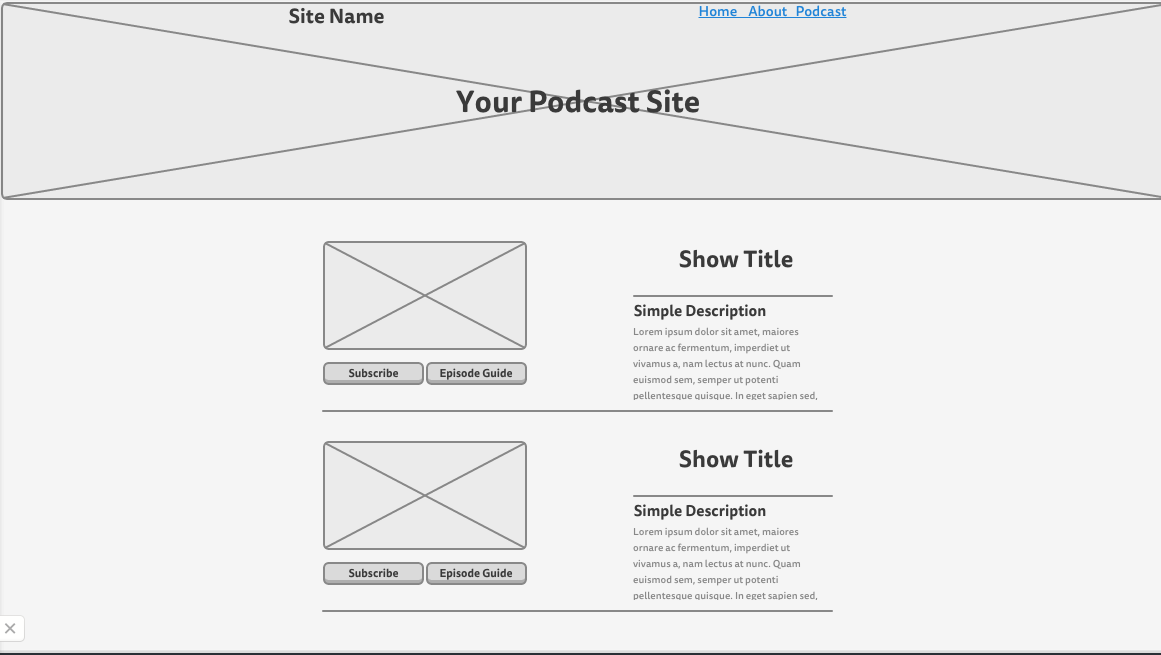 Site Name
Home About Podcast
Your Podcast Site
Show Title
Simple Description
Lorem ipsum dolor sit amet, maiores
ornare ac fermentum, imperdiet ut
vivamus a, nam lectus at nunc. Quam
euismod sem, semper ut potenti
pellentesque quisque. In eget sapien sed,
Subscribe
Episode Guide
Show Title
Simple Description
Lorem ipsum dolor sit amet, maiores
ornare ac fermentum, imperdiet ut
vivamus a, nam lectus at nunc. Quam
euismod sem, semper ut potenti
pellentesque quisque. In eget sapien sed,
Subscribe
Episode Guide